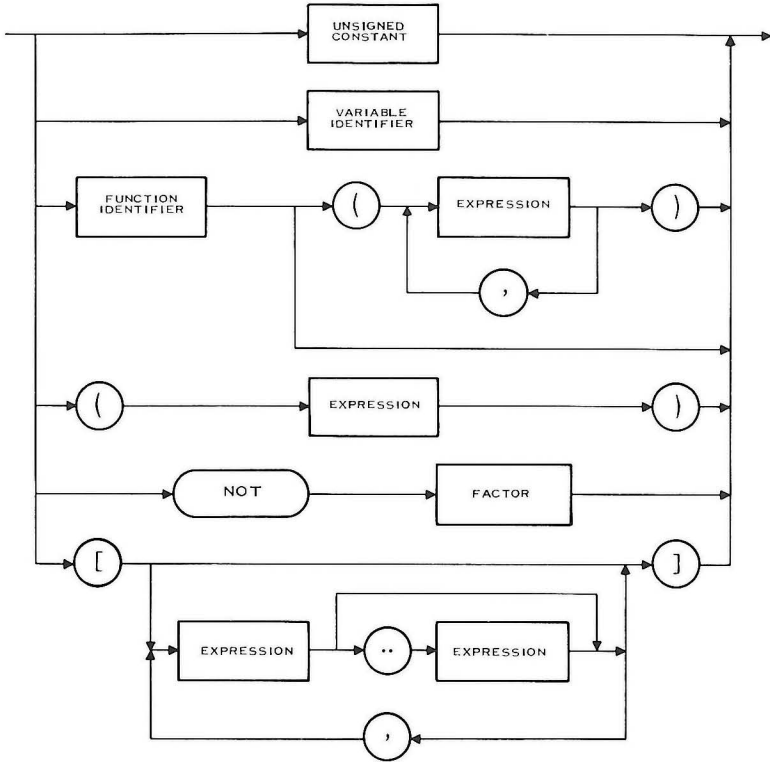 UNSIGNED
CONSTANT
VARIABLE
IDENTIFIER
FUNCTION
IDENTIFIER
(
EXPRESSION
)
,
(
EXPRESSION
)
NOT
FACTOR
[
]
EXPRESSION
..
EXPRESSION
,